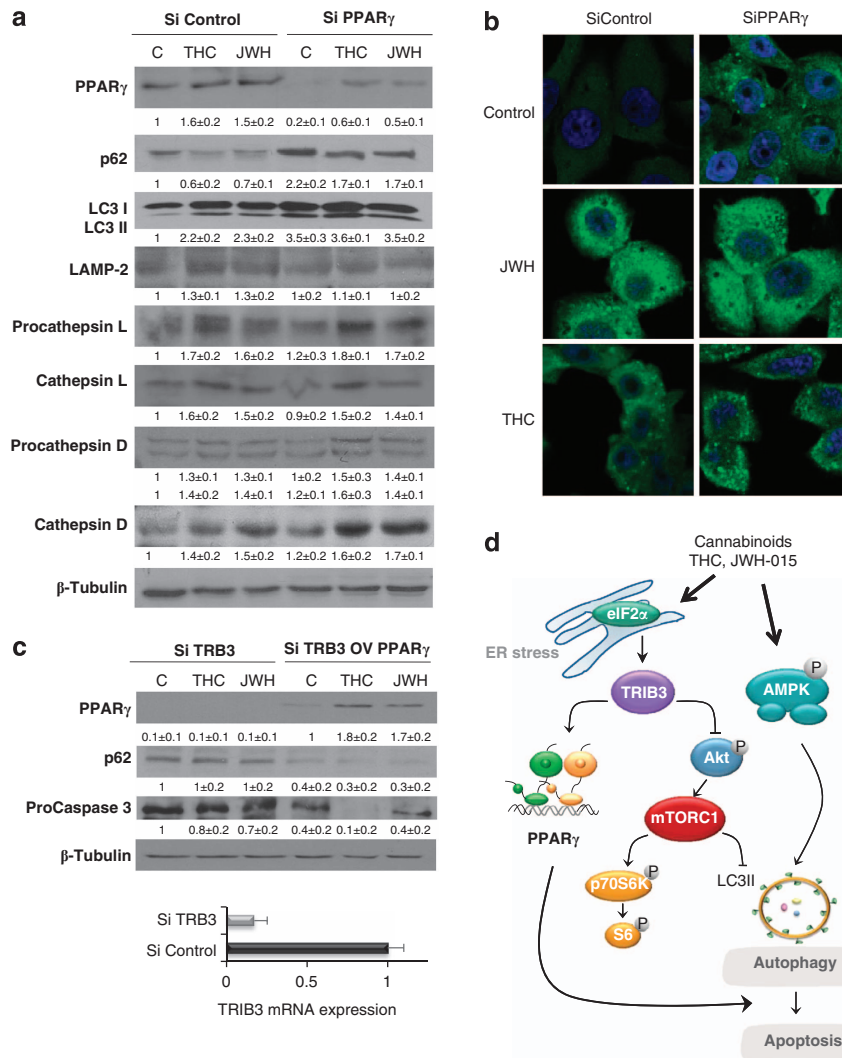 a
Si Control Si PPARγ
C THC JWH C THC JWH
PPARγ
1 1.6±0.2 1.5±0.2 0.2±0.1 0.6±0.1 0.5±0.1
p62
1 0.6±0.2 0.7±0.1 2.2±0.2 1.7±0.1 1.7±0.1
LC3 I
LC3 II
1 2.2±0.2 2.3±0.2 3.5±0.3 3.6±0.1 3.5±0.2
LAMP-2
1 1.3±0.1 1.3±0.2 1±0.2 1.1±0.1 1±0.2
Procathepsin L
1 1.7±0.2 1.6±0.2 1.2±0.3 1.8±0.1 1.7±0.2
Cathepsin L
1 1.6±0.2 1.5±0.2 0.9±0.2 1.5±0.2 1.4±0.1
Procathepsin D
1 1.3±0.1 1.3±0.1 1±0.2 1.5±0.3 1.4±0.1
1 1.4±0.2 1.4±0.1 1.2±0.1 1.6±0.3 1.4±0.1
Cathepsin D
1 1.4±0.2 1.5±0.2 1.2±0.2 1.6±0.2 1.7±0.1
β-Tubulin
b
SiControl SiPPARγ
Control
JWH
THC
c
Si TRB3 Si TRB3 OV PPARγ
C THC JWH C THC JWH
PPARγ
0.1±0.1 0.1±0.1 0.1±0.1 1 1.8±0.2 1.7±0.2
p62
1 1±0.2 1±0.2 0.4±0.2 0.3±0.2 0.3±0.2
ProCaspase 3
1 0.8±0.2 0.7±0.2 0.4±0.2 0.1±0.2 0.4±0.2
β-Tubulin
Si TRB3
Si Control
0 0.5 1
TRIB3 mRNA expression
d
Cannabinoids
THC, JWH-015
eIF2α
ER stress
TRIB3
P
AMPK
P
Akt
mTORC1
PPARγ
P
p70S6K
LC3II
P
S6
Autophagy
Apoptosis